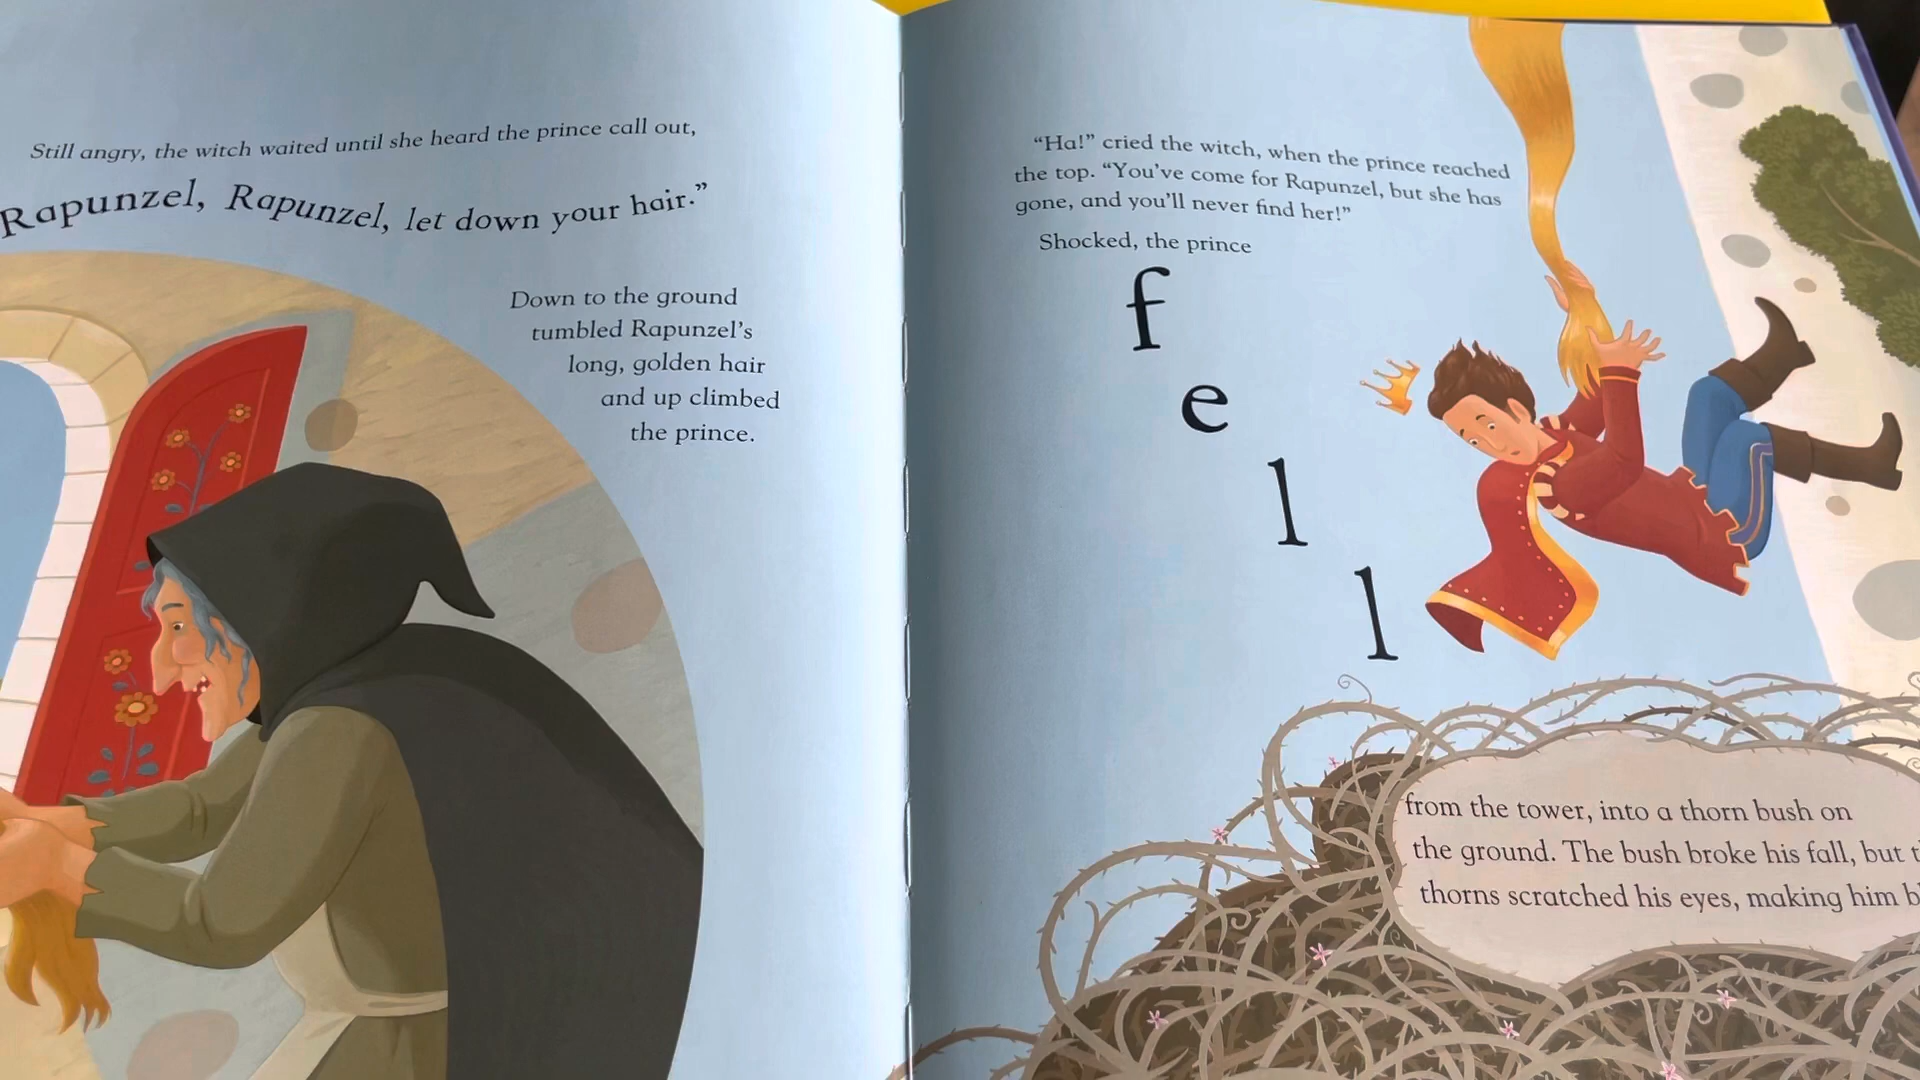 Still angry, the witch waited until she heard the prince call out,
Rapunzel, Rapunzel, let down your hair.”
Down to the ground
tumbled Rapunzel’s
long, golden hair
and up climbed
the prince.
“Ha!” cried the witch, when the prince reached
the top. “You’ve come for Rapunzel, but she has
gone, and you’ll never find her!”
Shocked, the prince
f
e
l
l
from the tower, into a thorn bush on
the ground. The bush broke his fall, but
thorns scratched his eyes, making him